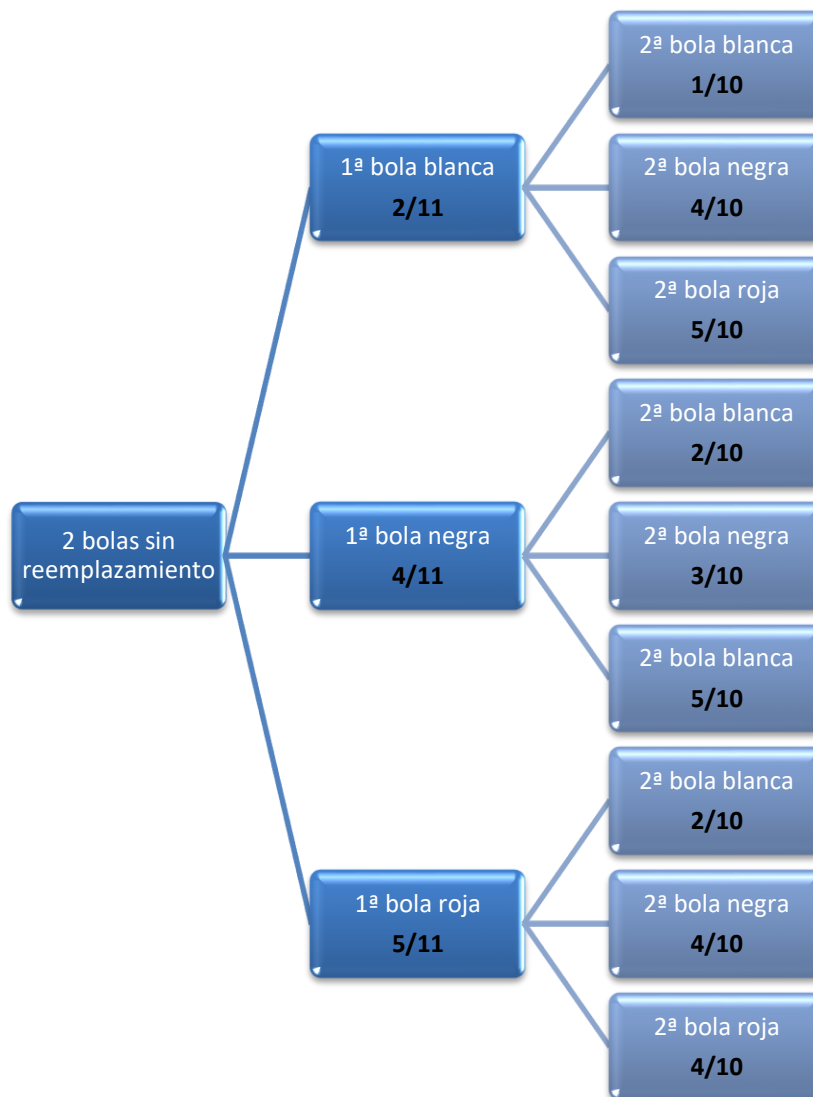 2 bolas sin
reemplazamiento
1ª bola blanca
2/11
2ª bola blanca
1/10
2ª bola negra
4/10
2ª bola roja
5/10
1ª bola negra
4/11
2ª bola blanca
2/10
2ª bola negra
3/10
2ª bola blanca
5/10
1ª bola roja
5/11
2ª bola blanca
2/10
2ª bola negra
4/10
2ª bola roja
4/10